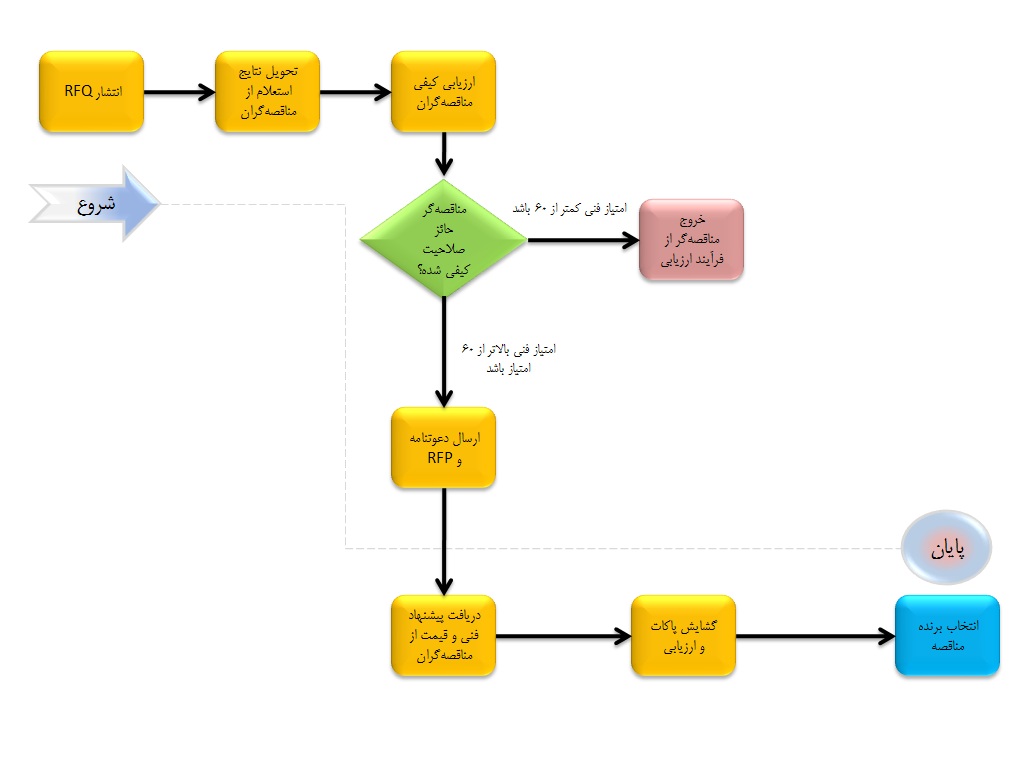 انتشار RFQ
تحویل نتایج
استعلام از
مناقصه‌گران
ارزیابی کیفی
مناقصه‌گران
شروع
مناقصه‌گر
حائز
صلاحیت
کیفی شده؟
امتیاز فنی کمتر از ۶۰ باشد
خروج
مناقصه‌گر از
فرآیند ارزیابی
امتیاز فنی بالاتر از ۶۰
امتیاز باشد
ارسال دعوتنامه
و RFP
پایان
دریافت پیشنهاد
فنی و قیمت از
مناقصه‌گران
گشایش پاکات
و ارزیابی
انتخاب برنده
مناقصه